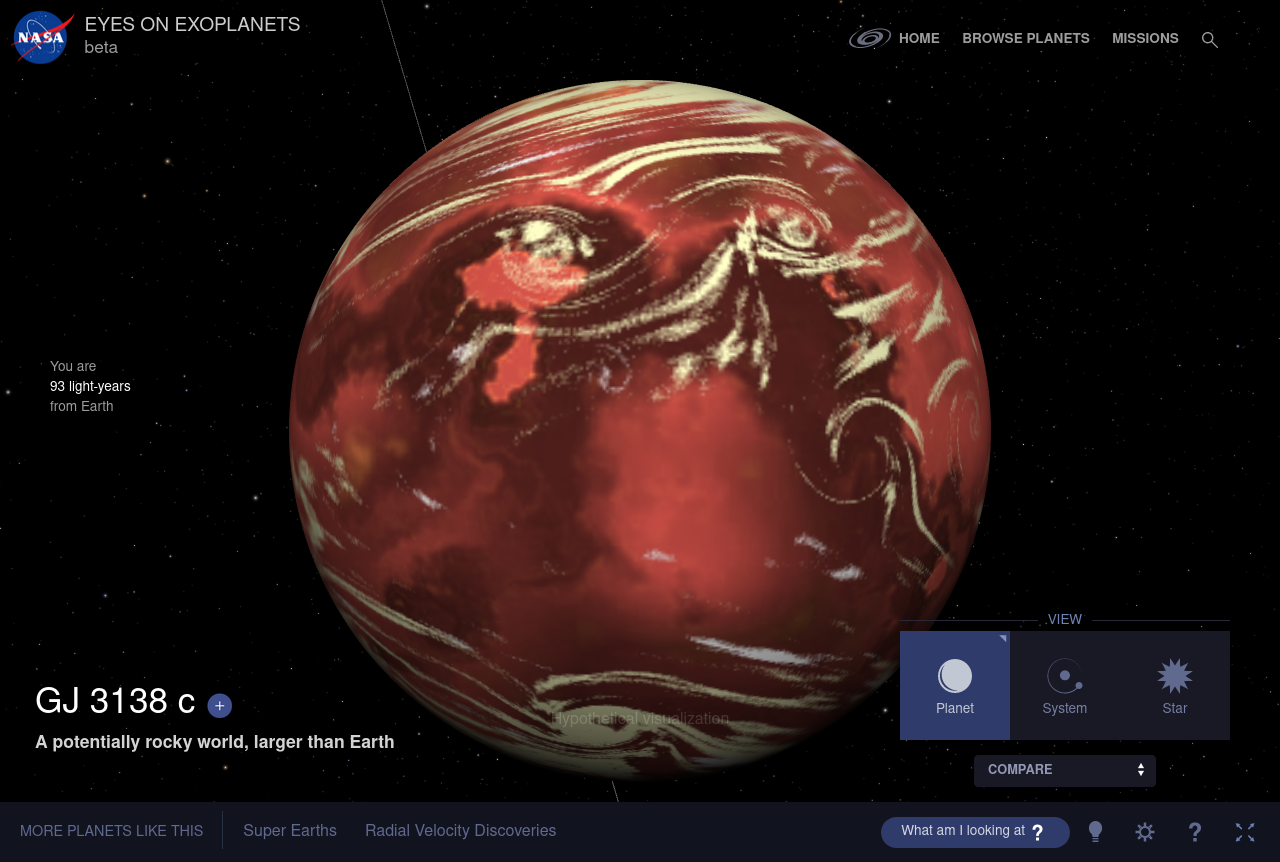 NASA
EYES ON EXOPLANETS
beta
HOME
BROWSE PLANETS
MISSIONS
You are
93 light-years
from Earth
VIEW
Planet
System
Star
GJ 3138 c +
A potentially rocky world, larger than Earth
Hypothetical visualization
COMPARE
MORE PLANETS LIKE THIS
Super Earths
Radial Velocity Discoveries
What am I looking at ?
?